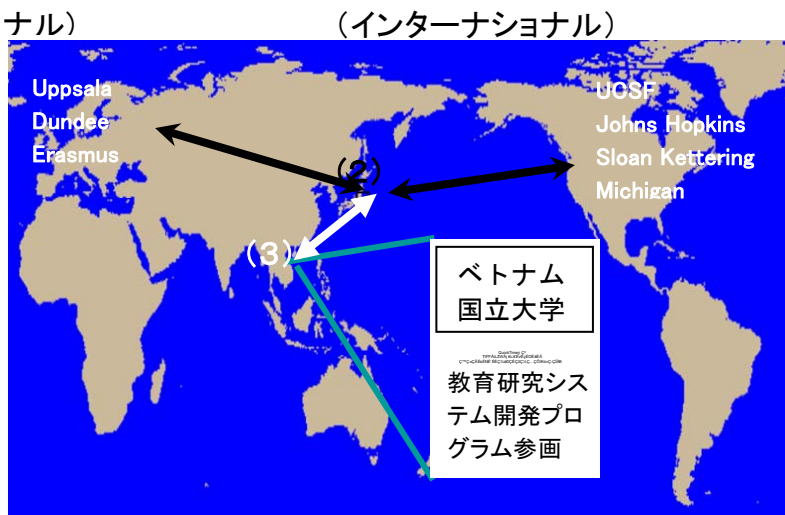 ナル）
（インターナショナル）
Uppsala
Dundee
Erasmus
UCSF
Johns Hopkins
Sloan Kettering
Michigan
（２）
（３）
ベトナム
国立大学
教育研究シス
テム開発プロ
グラム参画